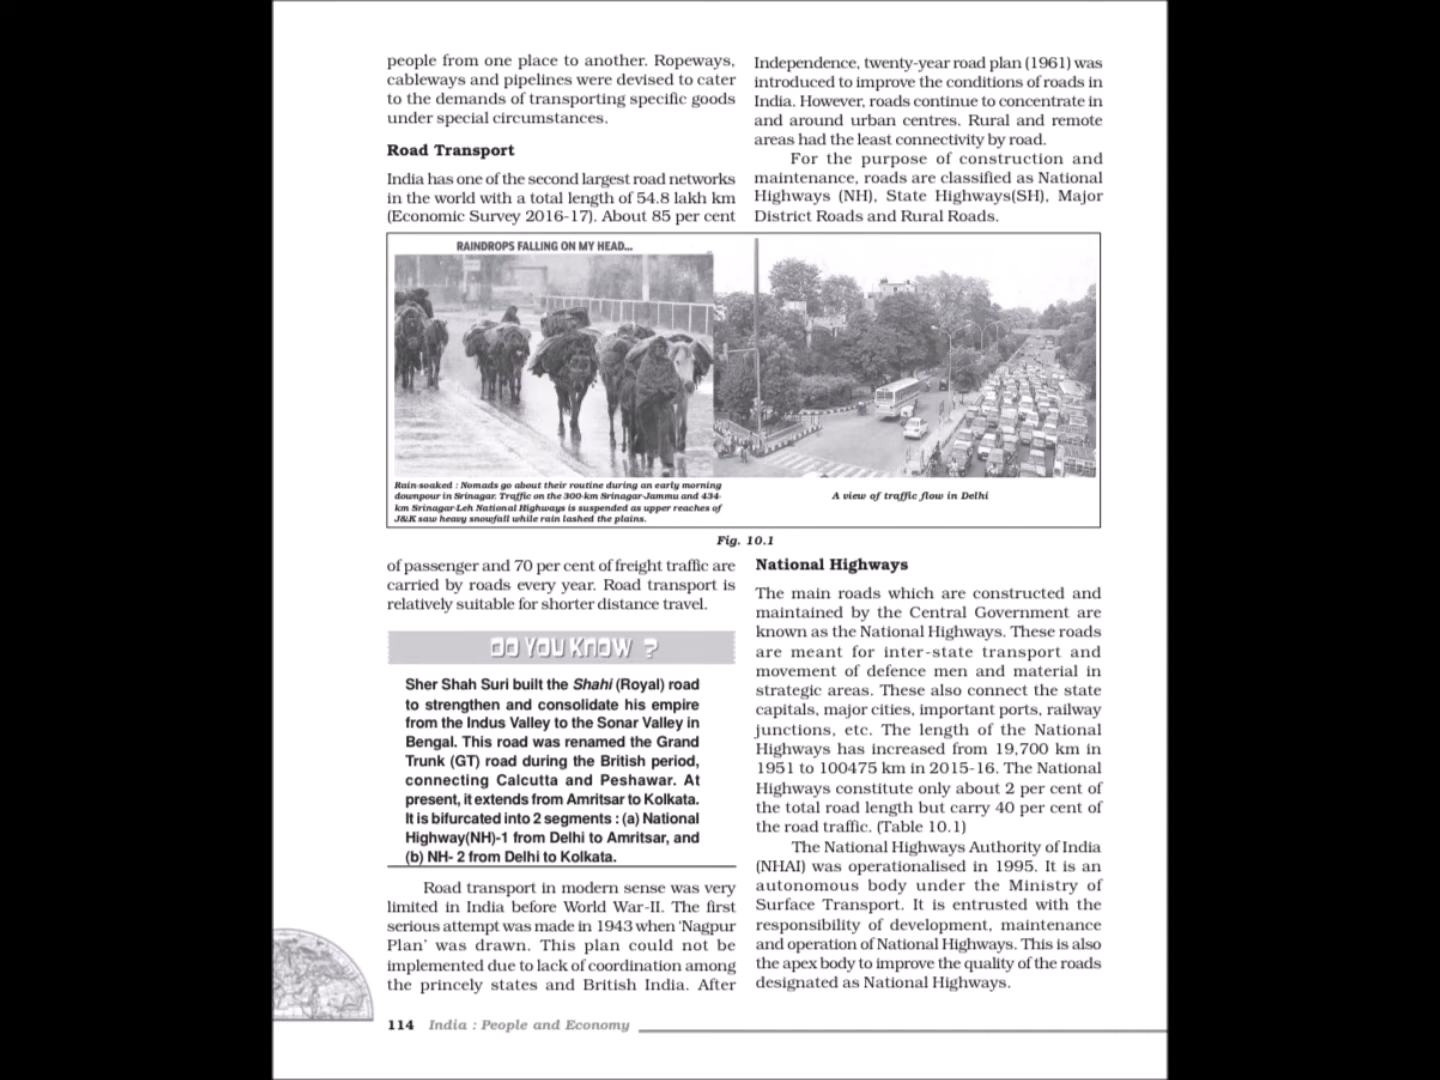 people from one place to another. Ropeways,
cableways and pipelines were devised to cater
to the demands of transporting specific goods
under special circumstances.
Road Transport
India has one of the second largest road networks
in the world with a total length of 54.8 lakh km
(Economic Survey 2016-17). About 85 per cent
Independence, twenty-year road plan (1961) was
introduced to improve the conditions of roads in
India. However, roads continue to concentrate in
and around urban centres. Rural and remote
areas had the least connectivity by road.
For the purpose of construction and
maintenance, roads are classified as National
Highways (NH), State Highways(SH), Major
District Roads and Rural Roads.
RAINDROPS FALLING ON MY HEAD...
Rain-soaked : Nomads go about their routine during an early morning
downpour in Srinagar. Traffic on the 300-km Srinagar-Jammu and 434-
km Srinagar-Leh National Highways is suspended as upper reaches of
J&K saw heavy snowfall while rain lashed the plains.
A view of traffic flow in Delhi
Fig. 10.1
of passenger and 70 per cent of freight traffic are
carried by roads every year. Road transport is
relatively suitable for shorter distance travel.
DO YOU KNOW ?
Sher Shah Suri built the Shahi (Royal) road
to strengthen and consolidate his empire
from the Indus Valley to the Sonar Valley in
Bengal. This road was renamed the Grand
Trunk (GT) road during the British period,
connecting Calcutta and Peshawar. At
present, it extends from Amritsar to Kolkata.
It is bifurcated into 2 segments : (a) National
Highway(NH)-1 from Delhi to Amritsar, and
(b) NH- 2 from Delhi to Kolkata.
Road transport in modern sense was very
limited in India before World War-II. The first
serious attempt was made in 1943 when ‘Nagpur
Plan’ was drawn. This plan could not be
implemented due to lack of coordination among
the princely states and British India. After
National Highways
The main roads which are constructed and
maintained by the Central Government are
known as the National Highways. These roads
are meant for inter-state transport and
movement of defence men and material in
strategic areas. These also connect the state
capitals, major cities, important ports, railway
junctions, etc. The length of the National
Highways has increased from 19,700 km in
1951 to 100475 km in 2015-16. The National
Highways constitute only about 2 per cent of
the total road length but carry 40 per cent of
the road traffic. (Table 10.1)
The National Highways Authority of India
(NHAI) was operationalised in 1995. It is an
autonomous body under the Ministry of
Surface Transport. It is entrusted with the
responsibility of development, maintenance
and operation of National Highways. This is also
the apex body to improve the quality of the roads
designated as National Highways.
114 India : People and Economy